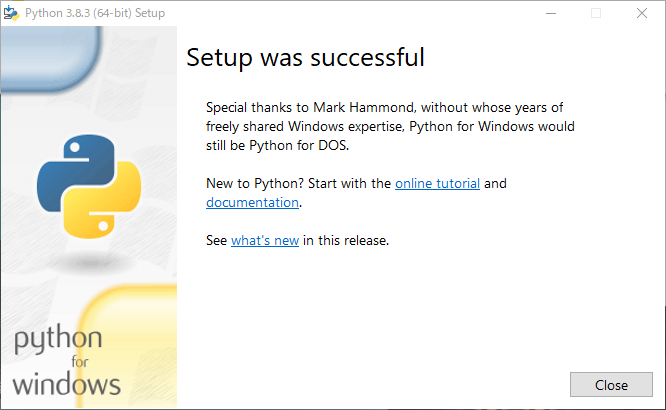 Python 3.8.3 (64-bit) Setup
Setup was successful
Special thanks to Mark Hammond, without whose years of
freely shared Windows expertise, Python for Windows would
still be Python for DOS.
New to Python? Start with the online tutorial and
documentation.
See what's new in this release.
python
for
windows
Close